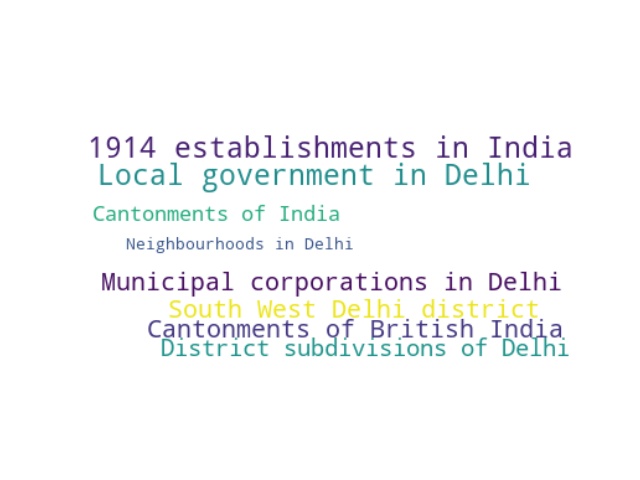 1914 establishments in India
Local government in Delhi
Cantonments of India
Neighbourhoods in Delhi
Municipal corporations in Delhi
South West Delhi district
Cantonments of British India
District subdivisions of Delhi